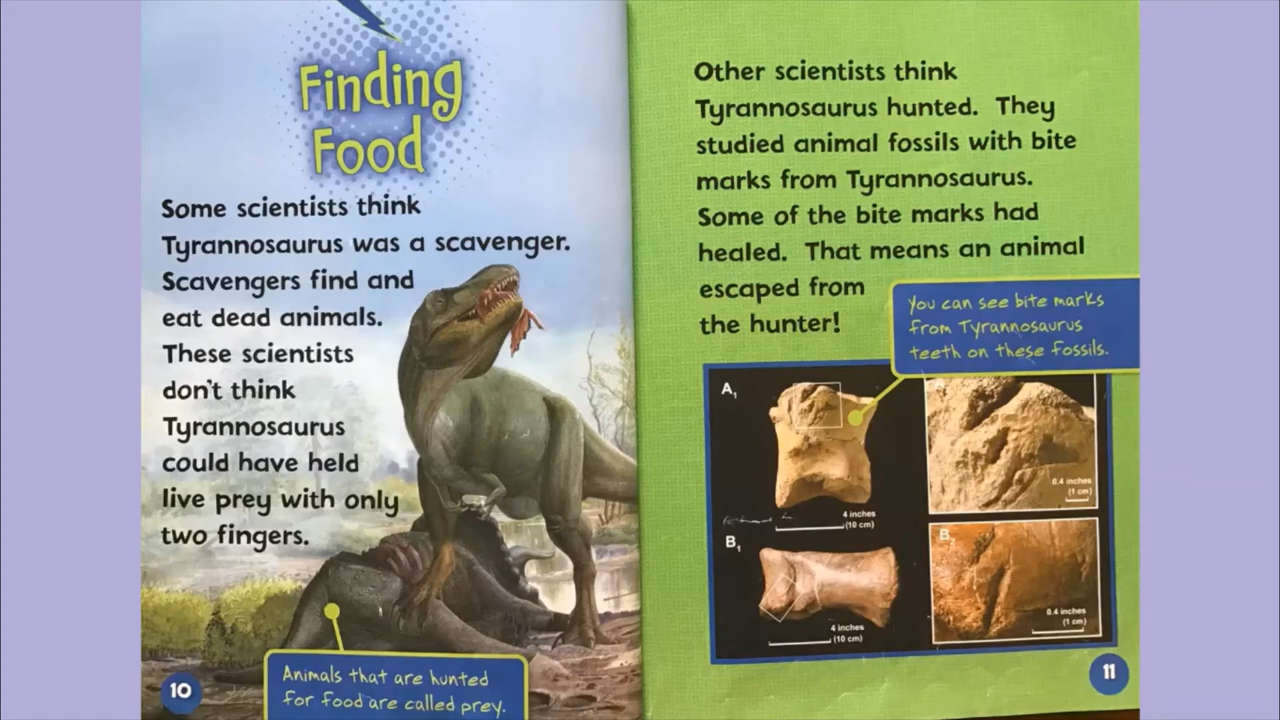 Finding
Food
Some scientists think
Tyrannosaurus was a scavenger.
Scavengers find and
eat dead animals.
These scientists
don't think
Tyrannosaurus
could have held
live prey with only
two fingers.
Animals that are hunted
for food are called prey.
10
Other scientists think
Tyrannosaurus hunted. They
studied animal fossils with bite
marks from Tyrannosaurus.
Some of the bite marks had
healed. That means an animal
escaped from
the hunter!
You can see bite marks
from Tyrannosaurus
teeth on these fossils.
A1
4 inches
(10 cm)
0.4 inches
(1 cm)
B1
4 inches
(10 cm)
B
0.4 inches
(1 cm)
11